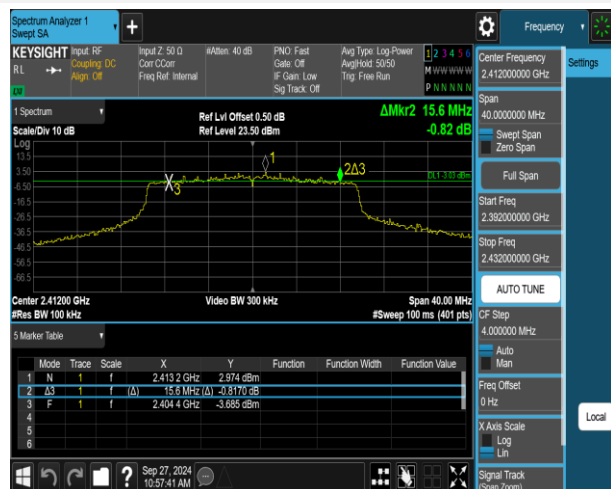 Spectrum Analyzer 1
Swept SA
Frequency
KEYSIGHT
RL
Input: RF
Coupling: DC
Align: Off
Input Z: 50 Ω
Corr CCorr
Freq Ref: Internal
#Atten: 40 dB
PNO: Fast
Gate: Off
IF Gain: Low
Sig Track: Off
Avg Type: Log-Power
Avg|Hold: 50/50
Trig: Free Run
1 2 3 4 5 6
M W W W W W
P N N N N N
1 Spectrum
Scale/Div 10 dB
Ref Lvl Offset 0.50 dB
Ref Level 23.50 dBm
ΔMkr2 15.6 MHz
-0.82 dB
Log
13.5
3.50
-6.50
-16.5
-26.5
-36.5
-46.5
-56.5
-66.5
1
2Δ3
X3
DL1 -3.03 dBm
Center 2.41200 GHz
#Res BW 100 kHz
Video BW 300 kHz
Span 40.00 MHz
#Sweep 100 ms (401 pts)
5 Marker Table
Mode Trace Scale X Y Function Function Width Function Value
1 N 1 f 2.413 2 GHz 2.974 dBm
2 Δ3 1 f (Δ) 15.6 MHz (Δ) -0.8170 dB
3 F 1 f 2.404 4 GHz -3.685 dBm
4
5
6
Sep 27, 2024
10:57:41 AM
Center Frequency
2.412000000 GHz
Span
40.0000000 MHz
Swept Span
Zero Span
Full Span
Start Freq
2.392000000 GHz
Stop Freq
2.432000000 GHz
AUTO TUNE
CF Step
4.000000 MHz
Auto
Man
Freq Offset
0 Hz
X Axis Scale
Log
Lin
Signal Track
(Span Zoom)
Settings
Local